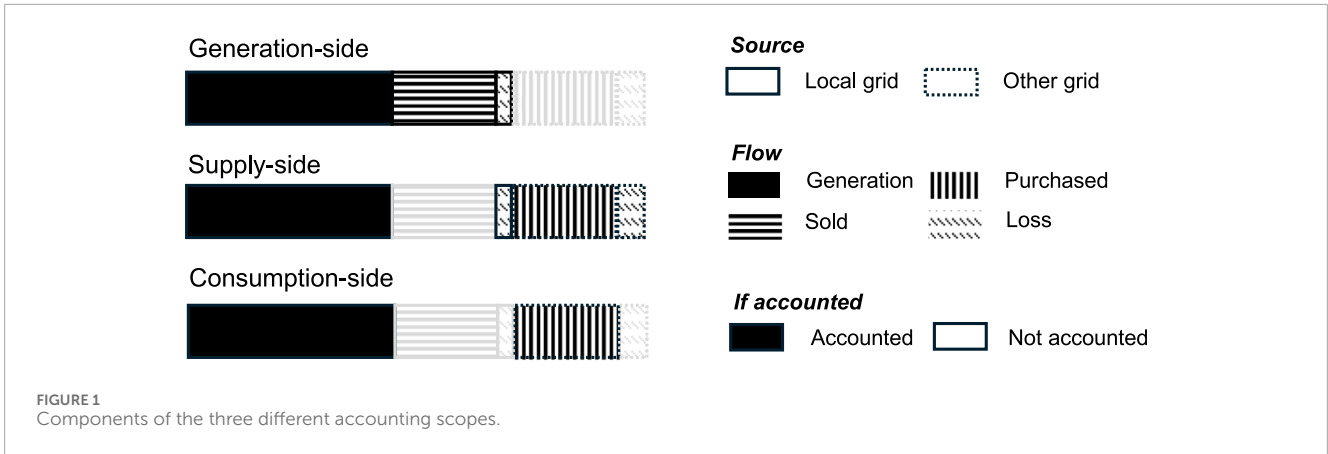 Generation-side
Supply-side
Consumption-side
Source
Local grid Other grid
Flow
Generation Purchased
Sold Loss
If accounted
Accounted Not accounted
FIGURE 1
Components of the three different accounting scopes.